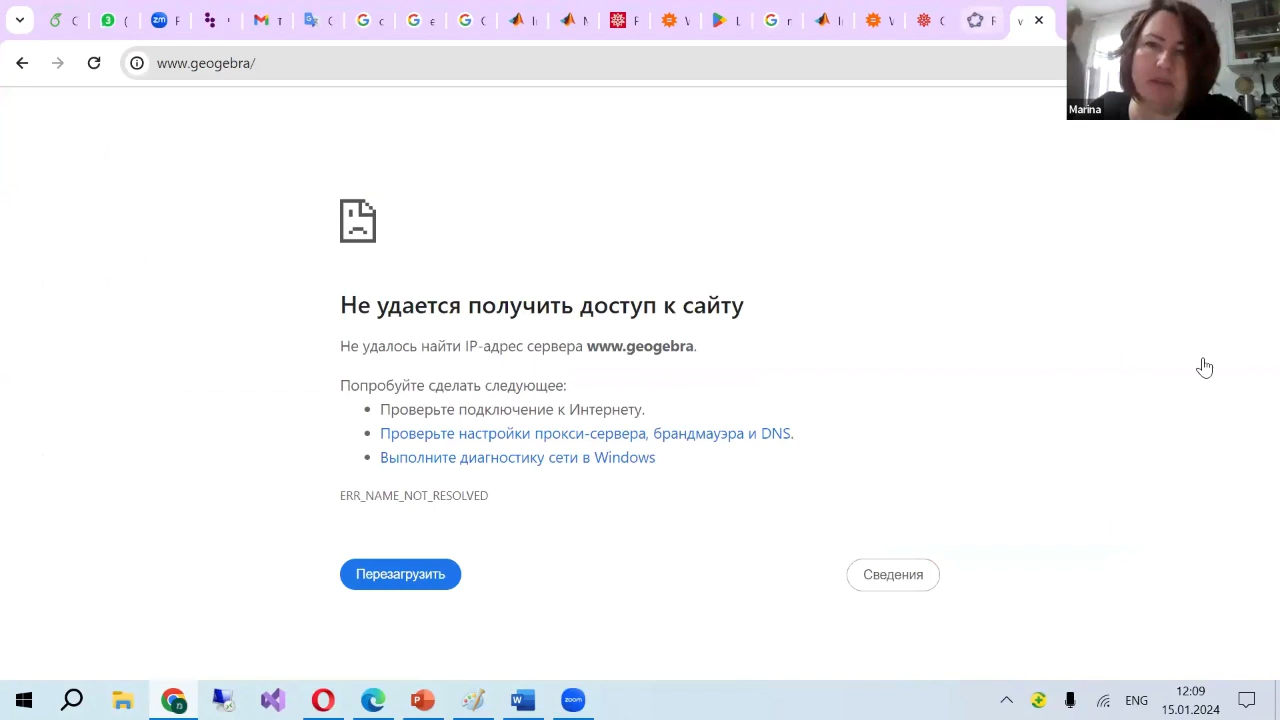 C
3
C
C
C
C
M
V
F
C
V
C
C
F
v
www.geogebra/
Marina
Не удается получить доступ к сайту
Не удалось найти IP-адрес сервера www.geogebra.
Попробуйте сделать следующее:
Проверьте подключение к Интернету.
Проверьте настройки прокси-сервера, брандмауэра и DNS.
Выполните диагностику сети в Windows
ERR_NAME_NOT_RESOLVED
Перезагрузить
Сведения
zoom
ENG
12:09
15.01.2024